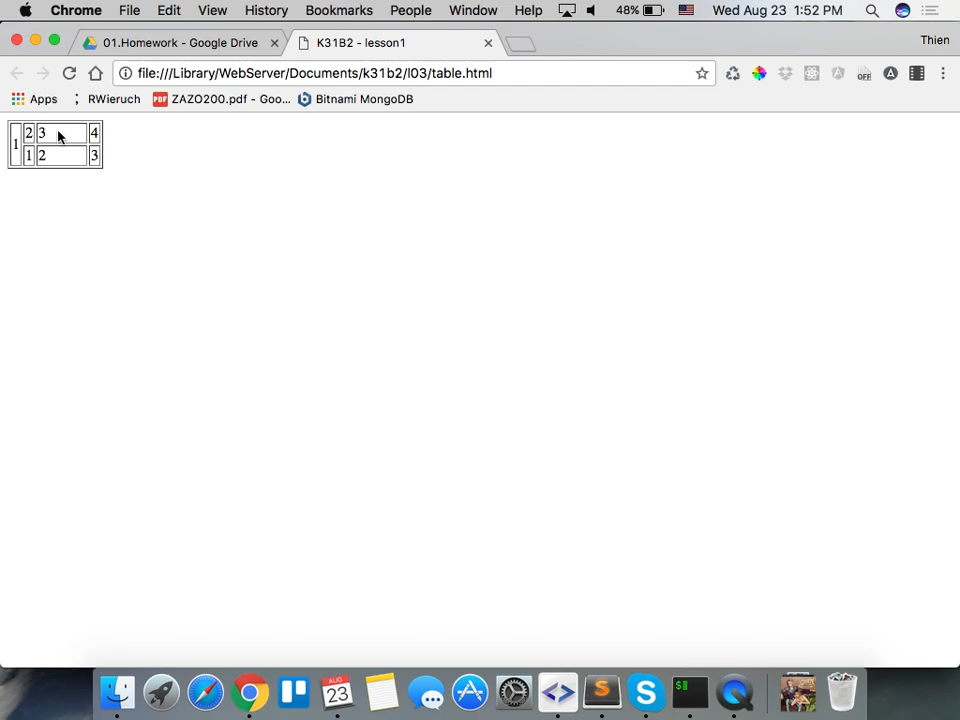 Chrome File Edit View History Bookmarks People Window Help 48% Wed Aug 23 1:52 PM
01.Homework - Google Drive K31B2 - lesson1 Thien
file:///Library/WebServer/Documents/k31b2/l03/table.html OFF
Apps ; RWieruch PDF ZAZO200.pdf - Goo... Bitnami MongoDB
1 2 3 4
1 2 3
AUG
23